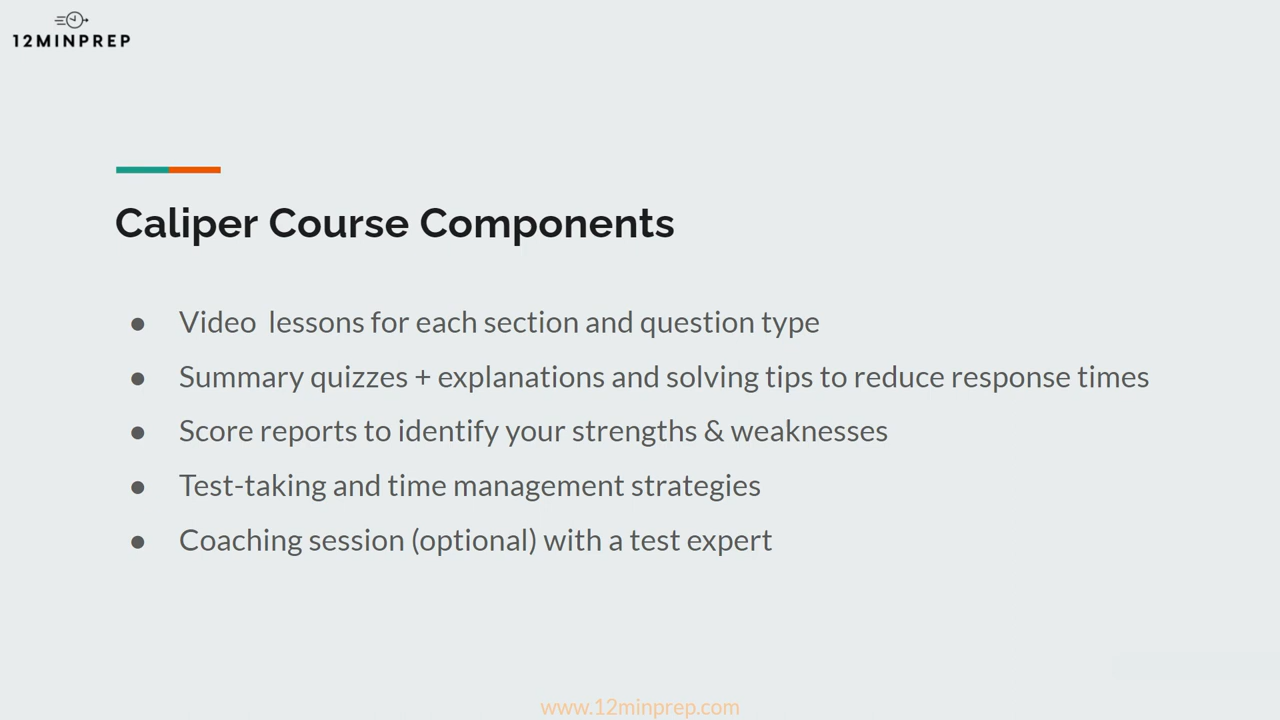 12MINPREP
Caliper Course Components
● Video  lessons for each section and question type
● Summary quizzes + explanations and solving tips to reduce response times
● Score reports to identify your strengths & weaknesses
● Test-taking and time management strategies
● Coaching session (optional) with a test expert
www.12minprep.com